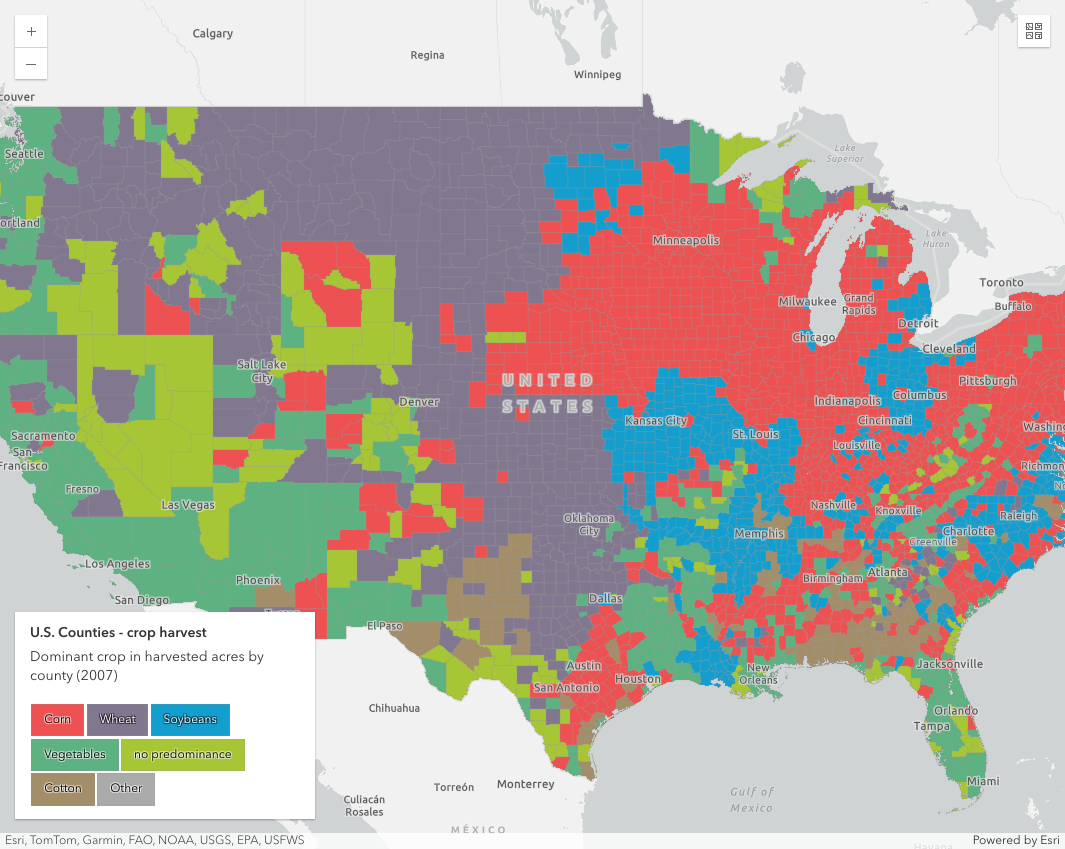 +
−
Calgary
Regina
Winnipeg
couver
Seattle
Lake
Superior
ortland
Minneapolis
Lake
Huron
Toronto
Milwaukee
Grand
Rapids
Buffalo
Detroit
Chicago
Cleveland
Salt Lake
City
UNITED
STATES
Pittsburgh
Denver
Indianapolis
Columbus
Kansas City
Cincinnati
Sacramento
St. Louis
Washing
San
Francisco
Louisville
Richmon
Fresno
Las Vegas
Nashville
Knoxville
Oklahoma
City
Raleigh
Memphis
Charlotte
Greenville
Los Angeles
Phoenix
Atlanta
Birmingham
San Diego
Dallas
El Paso
U.S. Counties - crop harvest
Dominant crop in harvested acres by
county (2007)
Austin
Jacksonville
New
Orleans
Houston
San Antonio
Chihuahua
Orlando
Tampa
Corn
Wheat
Soybeans
Vegetables
no predominance
Cotton
Other
Miami
Monterrey
Torreón
Gulf of
Mexico
Culiacán
Rosales
MÉXICO
Esri, TomTom, Garmin, FAO, NOAA, USGS, EPA, USFWS
Powered by Esri
Havana